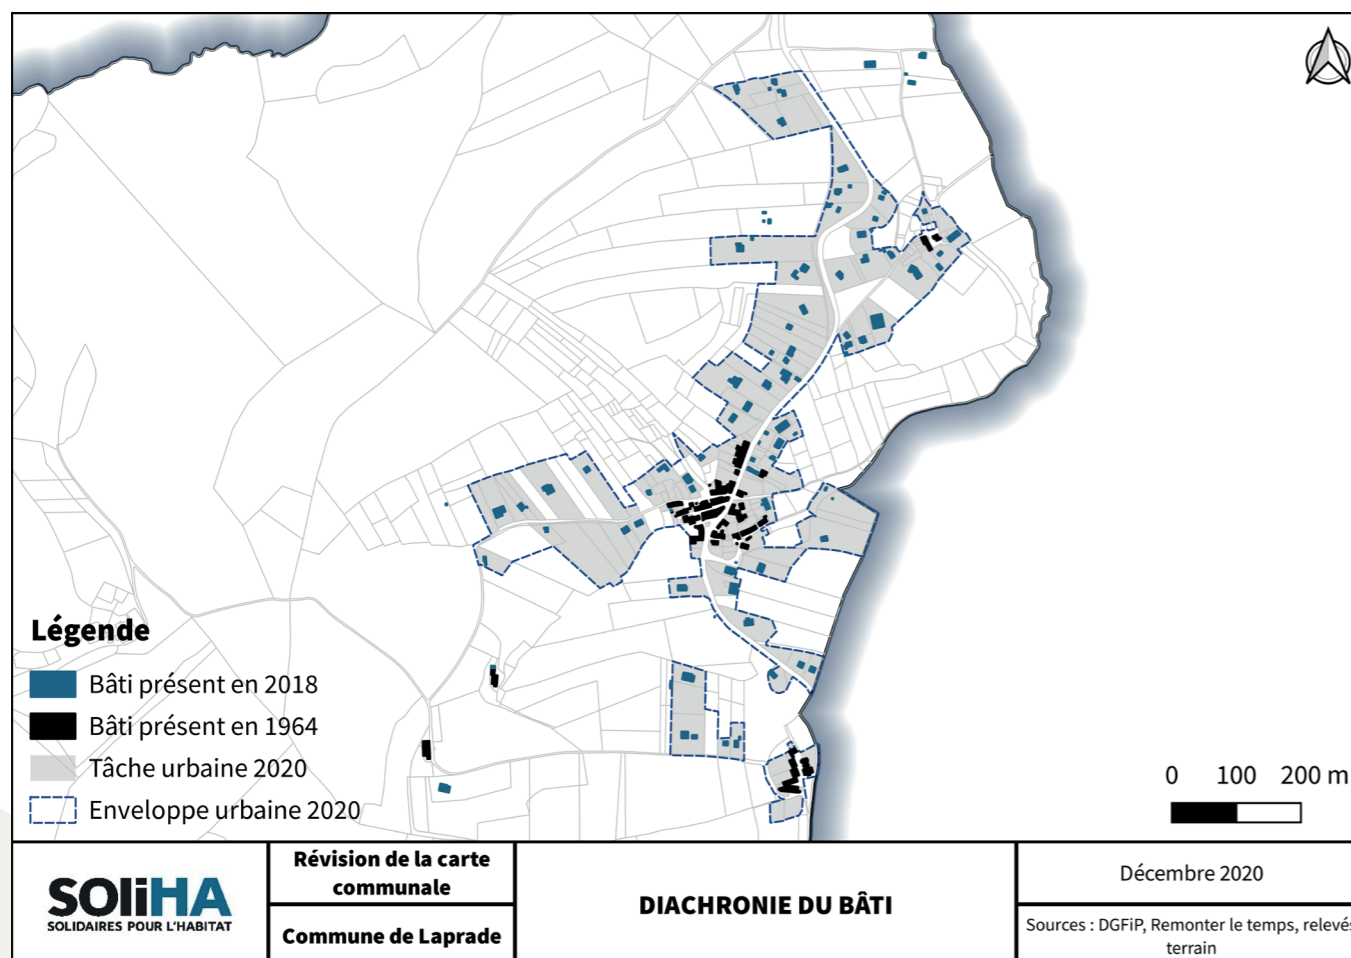 Légende
Bâti présent en 2018
Bâti présent en 1964
Tâche urbaine 2020
Enveloppe urbaine 2020
0 100 200 m
SOLiHA
SOLIDAIRES POUR L'HABITAT
Révision de la carte
communale
Commune de Laprade
DIACHRONIE DU BÂTI
Décembre 2020
Sources : DGFiP, Remonter le temps, relevés
terrain